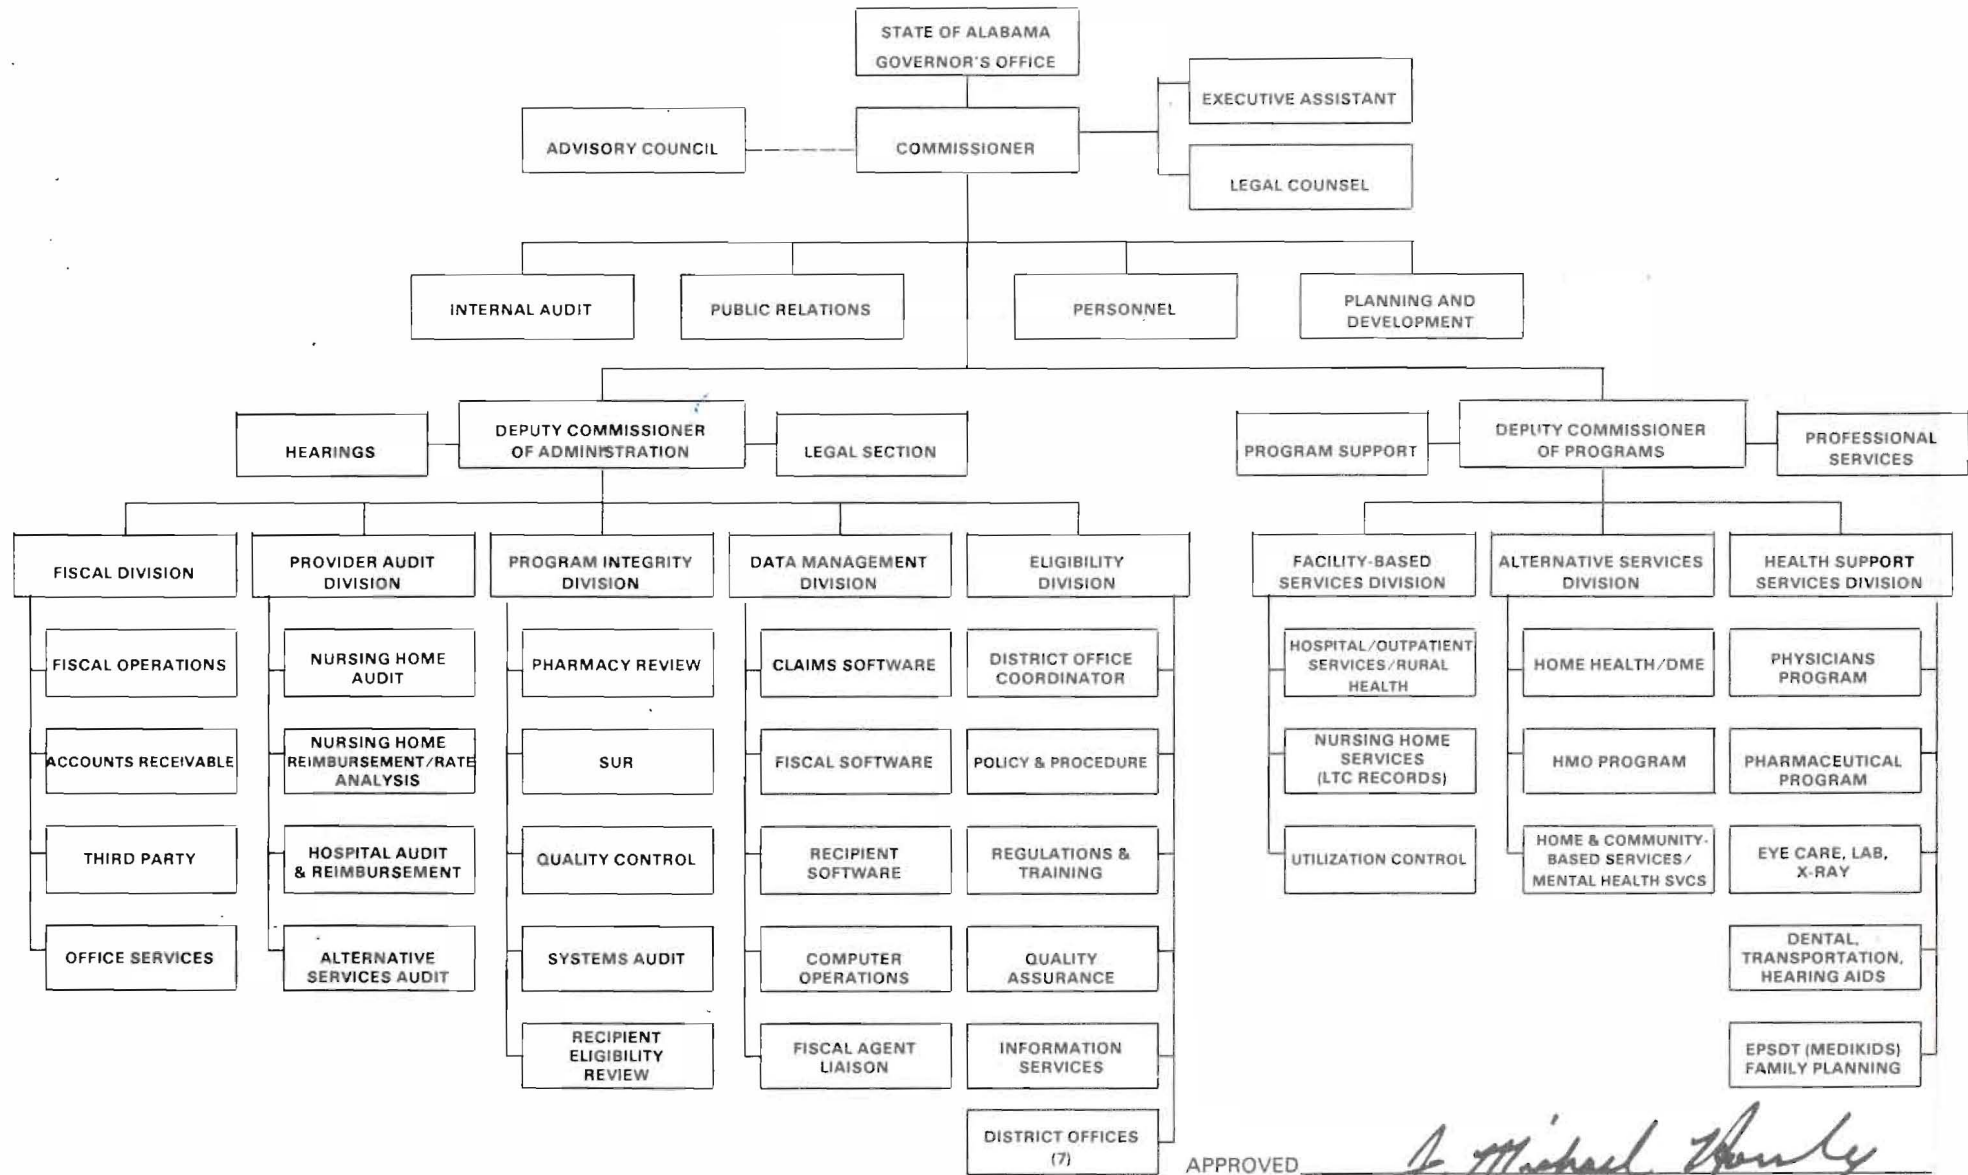 STATE OF ALABAMA
GOVERNOR'S OFFICE
EXECUTIVE ASSISTANT
ADVISORY COUNCIL
COMMISSIONER
LEGAL COUNSEL
INTERNAL AUDIT
PUBLIC RELATIONS
PERSONNEL
PLANNING AND
DEVELOPMENT
HEARINGS
DEPUTY COMMISSIONER
OF ADMINISTRATION
LEGAL SECTION
PROGRAM SUPPORT
DEPUTY COMMISSIONER
OF PROGRAMS
PROFESSIONAL
SERVICES
FISCAL DIVISION
PROVIDER AUDIT
DIVISION
PROGRAM INTEGRITY
DIVISION
DATA MANAGEMENT
DIVISION
ELIGIBILITY
DIVISION
FACILITY-BASED
SERVICES DIVISION
ALTERNATIVE SERVICES
DIVISION
HEALTH SUPPORT
SERVICES DIVISION
FISCAL OPERATIONS
NURSING HOME
AUDIT
PHARMACY REVIEW
CLAIMS SOFTWARE
DISTRICT OFFICE
COORDINATOR
HOSPITAL/OUTPATIENT
SERVICES/RURAL
HEALTH
HOME HEALTH/DME
PHYSICIANS
PROGRAM
ACCOUNTS RECEIVABLE
NURSING HOME
REIMBURSEMENT/RATE
ANALYSIS
SUR
FISCAL SOFTWARE
POLICY & PROCEDURE
NURSING HOME
SERVICES
(LTC RECORDS)
HMO PROGRAM
PHARMACEUTICAL
PROGRAM
THIRD PARTY
HOSPITAL AUDIT
& REIMBURSEMENT
QUALITY CONTROL
RECIPIENT
SOFTWARE
REGULATIONS &
TRAINING
UTILIZATION CONTROL
HOME & COMMUNITY-
BASED SERVICES/
MENTAL HEALTH SVCS
EYE CARE, LAB,
X-RAY
OFFICE SERVICES
ALTERNATIVE
SERVICES AUDIT
SYSTEMS AUDIT
COMPUTER
OPERATIONS
QUALITY
ASSURANCE
DENTAL,
TRANSPORTATION,
HEARING AIDS
RECIPIENT
ELIGIBILITY
REVIEW
FISCAL AGENT
LIAISON
INFORMATION
SERVICES
EPSDT (MEDIKIDS)
FAMILY PLANNING
DISTRICT OFFICES
(7)
APPROVED Michael